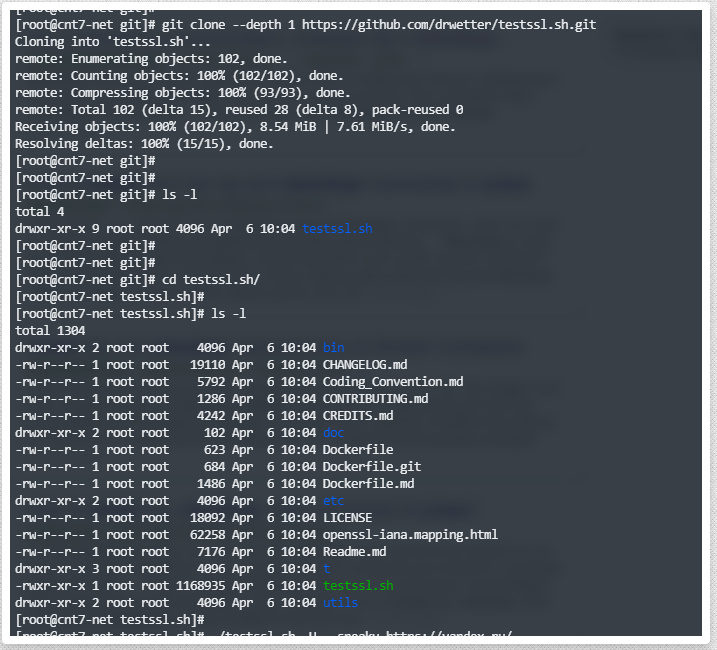 [root@cnt7-net git]# git clone --depth 1 https://github.com/drwetter/testssl.sh.git
Cloning into 'testssl.sh'...
remote: Enumerating objects: 102, done.
remote: Counting objects: 100% (102/102), done.
remote: Compressing objects: 100% (93/93), done.
remote: Total 102 (delta 15), reused 28 (delta 8), pack-reused 0
Receiving objects: 100% (102/102), 8.54 MiB | 7.61 MiB/s, done.
Resolving deltas: 100% (15/15), done.
[root@cnt7-net git]#
[root@cnt7-net git]#
[root@cnt7-net git]# ls -l
total 4
drwxr-xr-x 9 root root 4096 Apr  6 10:04 testssl.sh
[root@cnt7-net git]#
[root@cnt7-net git]#
[root@cnt7-net git]# cd testssl.sh/
[root@cnt7-net testssl.sh]#
[root@cnt7-net testssl.sh]# ls -l
total 1304
drwxr-xr-x 2 root root    4096 Apr  6 10:04 bin
-rw-r--r-- 1 root root   19110 Apr  6 10:04 CHANGELOG.md
-rw-r--r-- 1 root root    5792 Apr  6 10:04 Coding_Convention.md
-rw-r--r-- 1 root root    1286 Apr  6 10:04 CONTRIBUTING.md
-rw-r--r-- 1 root root    4242 Apr  6 10:04 CREDITS.md
drwxr-xr-x 2 root root     102 Apr  6 10:04 doc
-rw-r--r-- 1 root root     623 Apr  6 10:04 Dockerfile
-rw-r--r-- 1 root root     684 Apr  6 10:04 Dockerfile.git
-rw-r--r-- 1 root root    1486 Apr  6 10:04 Dockerfile.md
drwxr-xr-x 2 root root    4096 Apr  6 10:04 etc
-rw-r--r-- 1 root root   18092 Apr  6 10:04 LICENSE
-rw-r--r-- 1 root root   62258 Apr  6 10:04 openssl-iana.mapping.html
-rw-r--r-- 1 root root    7176 Apr  6 10:04 Readme.md
drwxr-xr-x 3 root root    4096 Apr  6 10:04 t
-rwxr-xr-x 1 root root 1168935 Apr  6 10:04 testssl.sh
drwxr-xr-x 2 root root    4096 Apr  6 10:04 utils
[root@cnt7-net testssl.sh]#
[root@cnt7-net testssl.sh]# ./testssl.sh -U --sneaky https://yandex.ru/